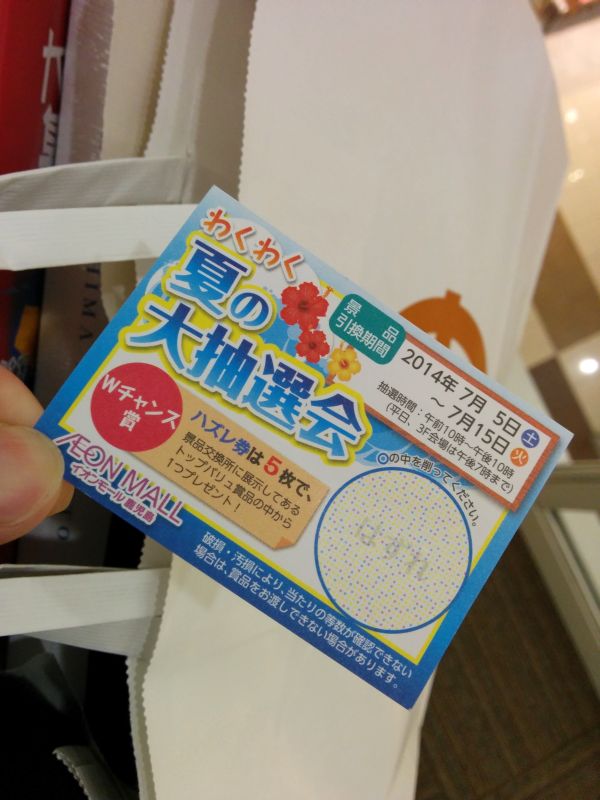 わくわく
夏の
大抽選会
景品
引換期間
2014年 7月 5日 土
～ 7月15日 火
抽選時間：午前10時～午後10時
(平日、3F会場は午後7時まで)
Wチャンス
賞
ハズレ券は5枚で、
景品交換所に展示してある
トップバリュ賞品の中から
1つプレゼント！
の中を削ってください。
はずれ
ÆON MALL
イオンモール鹿児島
破損・汚損により、当たりの等数が確認できない
場合は、賞品をお渡しできない場合があります。
HIMA